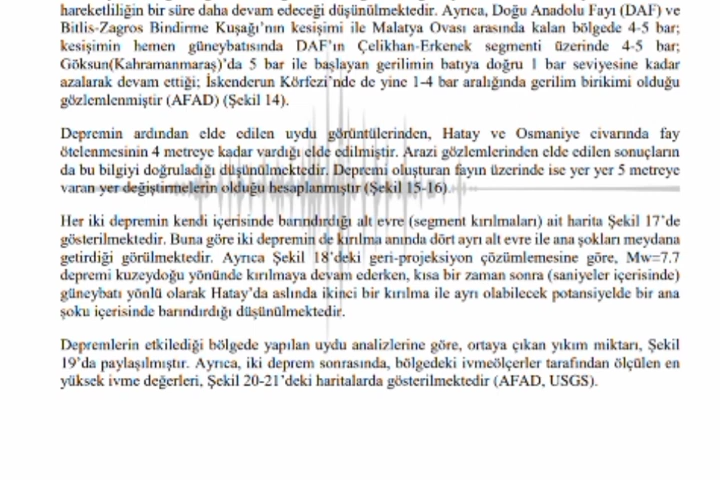 hareketliliğin bir süre daha devam edeceği düşünülmektedir. Ayrıca, Doğu Anadolu Fayı (DAF) ve
Bitlis-Zagros Bindirme Kuşağı'nın kesişimi ile Malatya Ovası arasında kalan bölgede 4-5 bar;
kesişimin hemen güneybatısında DAF'ın Çelikhan-Erkenek segmenti üzerinde 4-5 bar;
Göksun(Kahramanmaraş)'da 5 bar ile başlayan gerilimin batıya doğru 1 bar seviyesine kadar
azalarak devam ettiği; İskenderun Körfezi'nde de yine 1-4 bar aralığında gerilim birikimi olduğu
gözlemlenmiştir (AFAD) (Şekil 14).
Depremin ardından elde edilen uydu görüntülerinden, Hatay ve Osmaniye civarında fay
ötelenmesinin 4 metreye kadar vardığı elde edilmiştir. Arazi gözlemlerinden elde edilen sonuçların
da bu bilgiyi doğruladığı düşünülmektedir. Depremi oluşturan fayın üzerinde ise yer yer 5 metreye
varan yer değiştirmelerin olduğu hesaplanmıştır (Şekil 15-16).
Her iki depremin kendi içerisinde barındırdığı alt evre (segment kırılmaları) ait harita Şekil 17'de
gösterilmektedir. Buna göre iki depremin de kırılma anında dört ayrı alt evre ile ana şokları meydana
getirdiği görülmektedir. Ayrıca Şekil 18'deki geri-projeksiyon çözümlemesine göre, Mw=7.7
depremi kuzeydoğu yönünde kırılmaya devam ederken, kısa bir zaman sonra (saniyeler içerisinde)
güneybatı yönlü olarak Hatay'da aslında ikinci bir kırılma ile ayrı olabilecek potansiyelde bir ana
şoku içerisinde barındırdığı düşünülmektedir.
Depremlerin etkilediği bölgede yapılan uydu analizlerine göre, ortaya çıkan yıkım miktarı, Şekil
19'da paylaşılmıştır. Ayrıca, iki deprem sonrasında, bölgedeki ivmeölçerler tarafından ölçülen en
yüksek ivme değerleri, Şekil 20-21'deki haritalarda gösterilmektedir (AFAD, USGS).